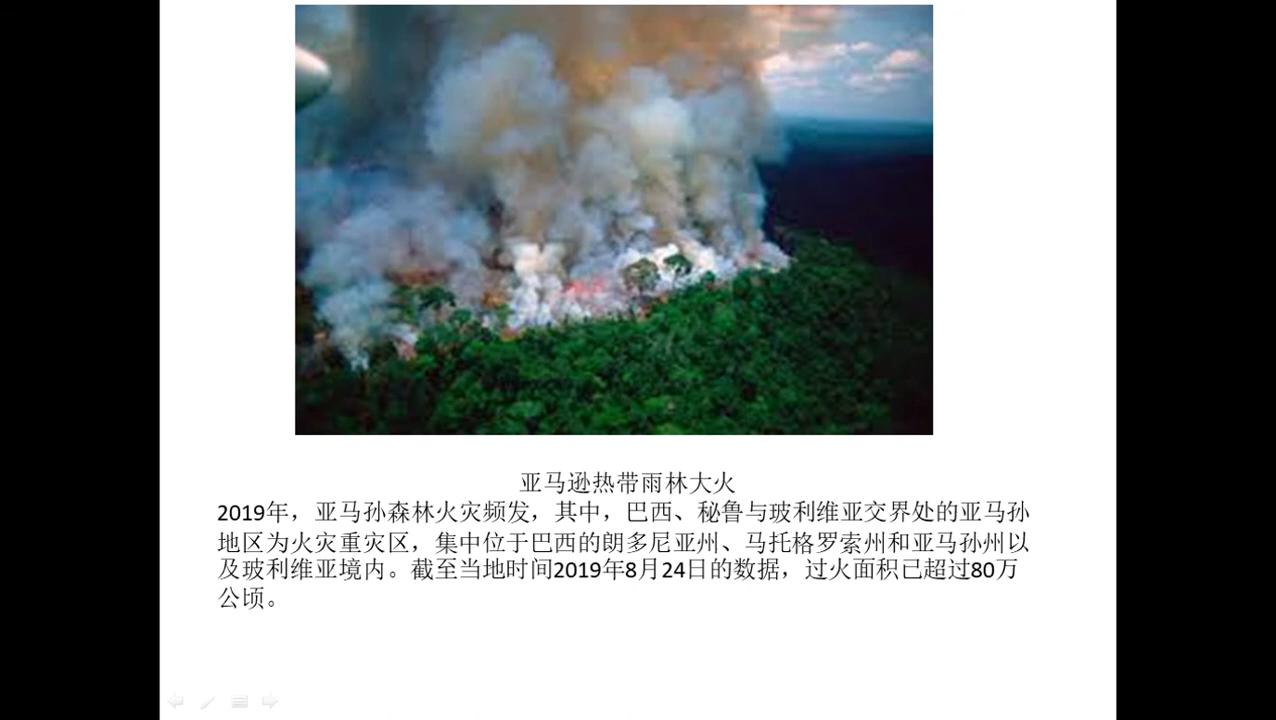 亚马逊热带雨林大火
2019年，亚马孙森林火灾频发，其中，巴西、秘鲁与玻利维亚交界处的亚马孙
地区为火灾重灾区，集中位于巴西的朗多尼亚州、马托格罗索州和亚马孙州以
及玻利维亚境内。截至当地时间2019年8月24日的数据，过火面积已超过80万
公顷。